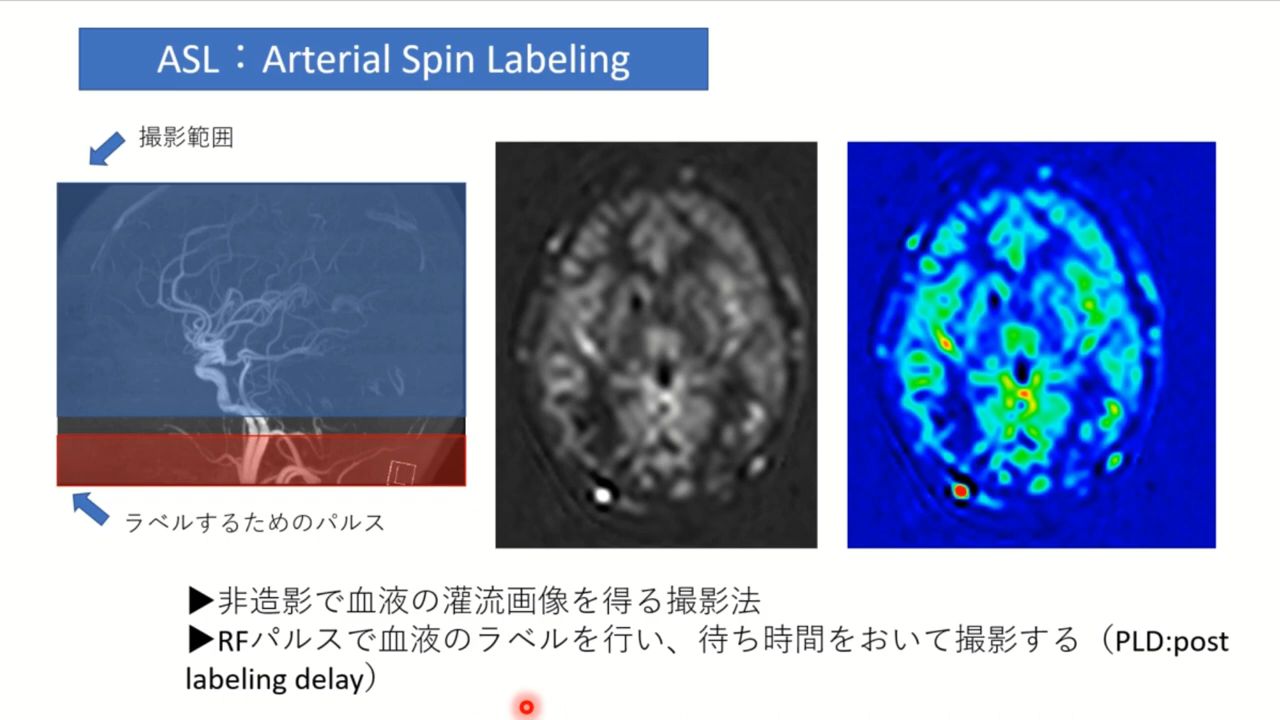 ASL：Arterial Spin Labeling
撮影範囲
L
ラベルするためのパルス
▶非造影で血液の灌流画像を得る撮影法
▶RFパルスで血液のラベルを行い、待ち時間をおいて撮影する（PLD:post
labeling delay）